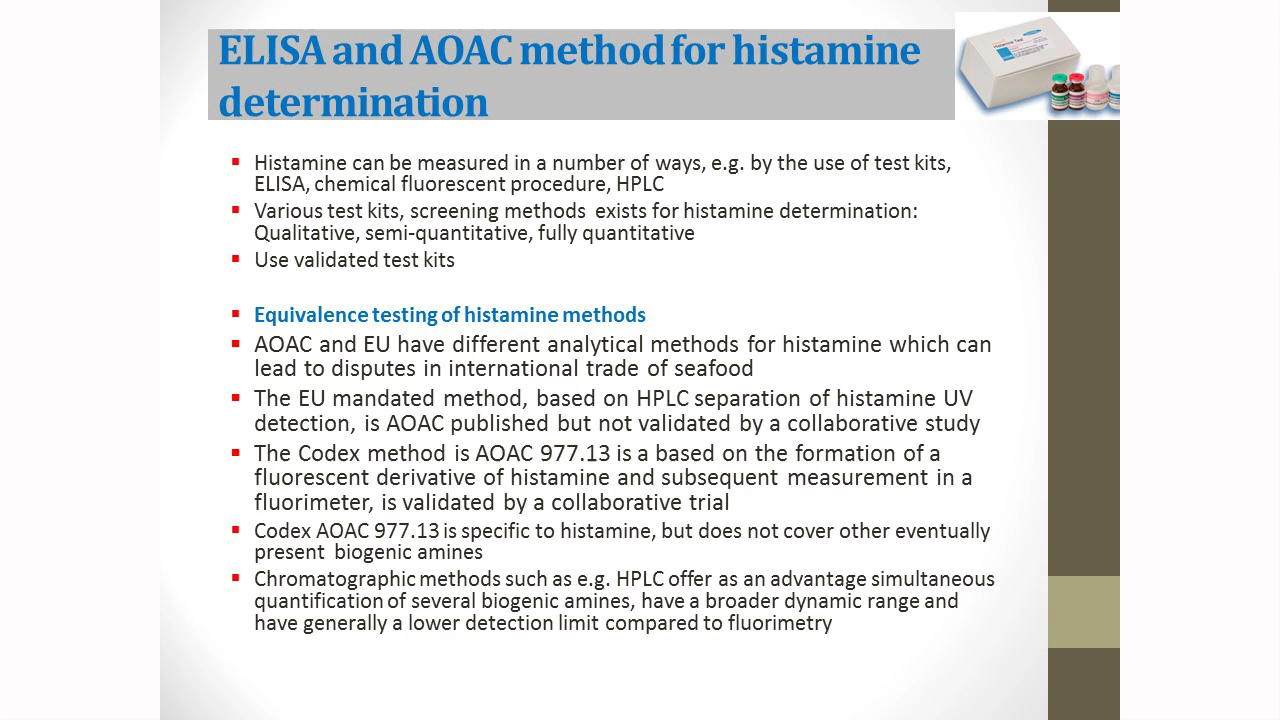 ELISA and AOAC method for histamine
determination
Histamine can be measured in a number of ways, e.g. by the use of test kits,
ELISA, chemical fluorescent procedure, HPLC
Various test kits, screening methods exists for histamine determination:
Qualitative, semi-quantitative, fully quantitative
Use validated test kits
Equivalence testing of histamine methods
AOAC and EU have different analytical methods for histamine which can
lead to disputes in international trade of seafood
The EU mandated method, based on HPLC separation of histamine UV
detection, is AOAC published but not validated by a collaborative study
The Codex method is AOAC 977.13 is a based on the formation of a
fluorescent derivative of histamine and subsequent measurement in a
fluorimeter, is validated by a collaborative trial
Codex AOAC 977.13 is specific to histamine, but does not cover other eventually
present biogenic amines
Chromatographic methods such as e.g. HPLC offer as an advantage simultaneous
quantification of several biogenic amines, have a broader dynamic range and
have generally a lower detection limit compared to fluorimetry